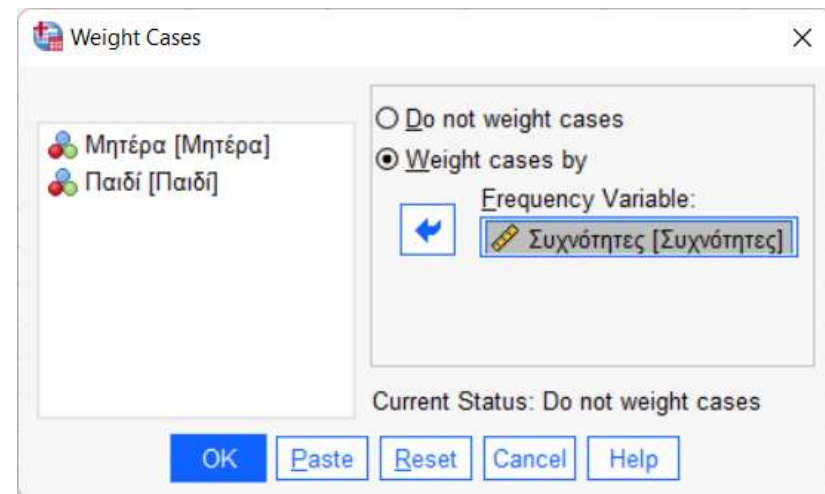 Weight Cases
Μητέρα [Μητέρα]
Παιδί [Παιδί]
Do not weight cases
Weight cases by
Frequency Variable:
Συχνότητες [Συχνότητες]
Current Status: Do not weight cases
OK Paste Reset Cancel Help